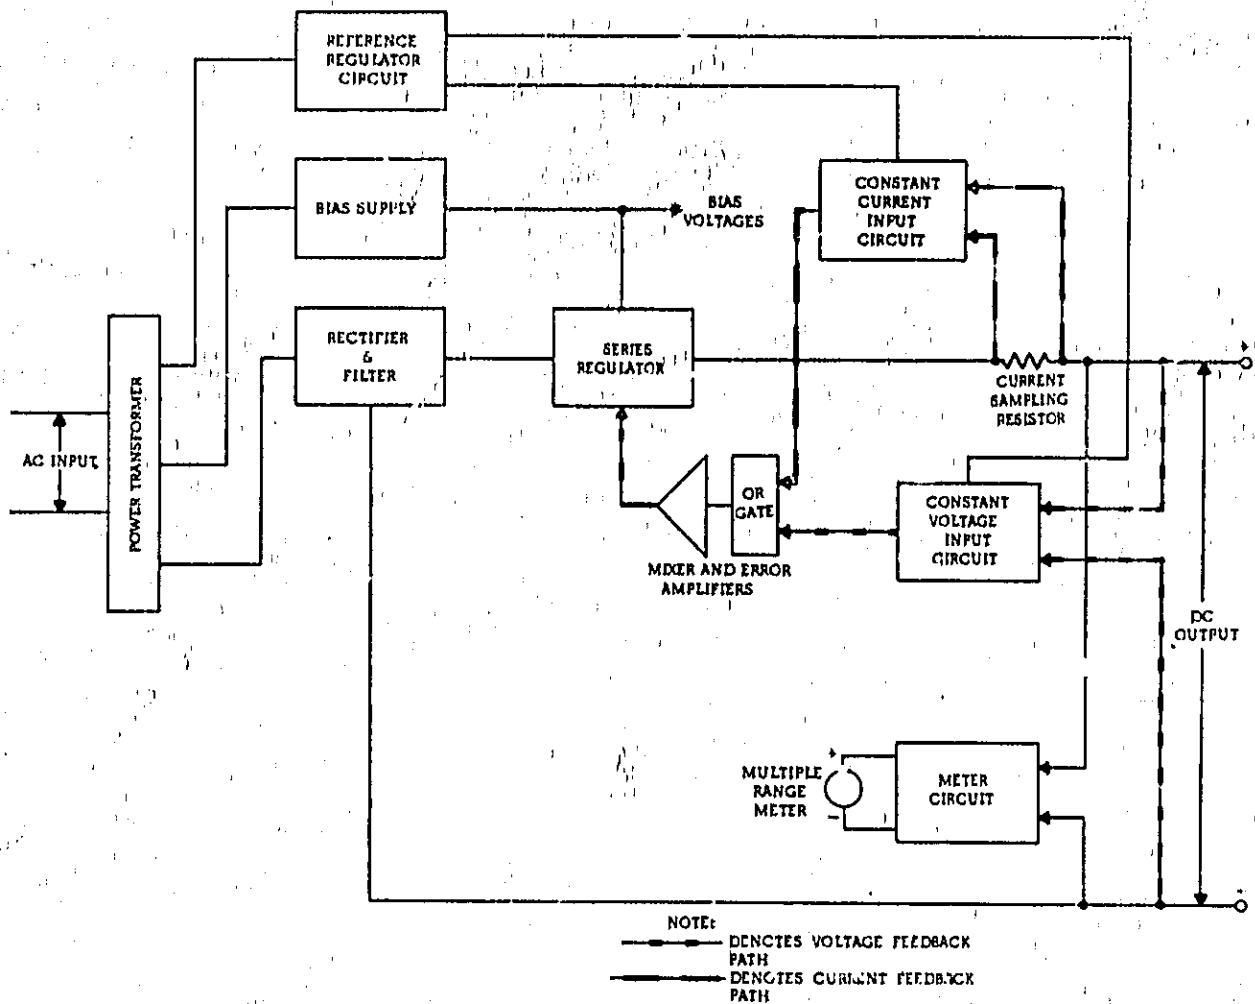 REFERENCE
REGULATOR
CIRCUIT
BIAS SUPPLY
BIAS
VOLTAGES
CONSTANT
CURRENT
INPUT
CIRCUIT
RECTIFIER
&
FILTER
SERIES
REGULATOR
+
CURRENT
SAMPLING
RESISTOR
POWER TRANSFORMER
AC INPUT
OR
GATE
MIXER AND ERROR
AMPLIFIERS
CONSTANT
VOLTAGE
INPUT
CIRCUIT
DC
OUTPUT
MULTIPLE
RANGE
METER
+
-
METER
CIRCUIT
-
NOTE:
DENOTES VOLTAGE FEEDBACK
PATH
DENOTES CURRENT FEEDBACK
PATH